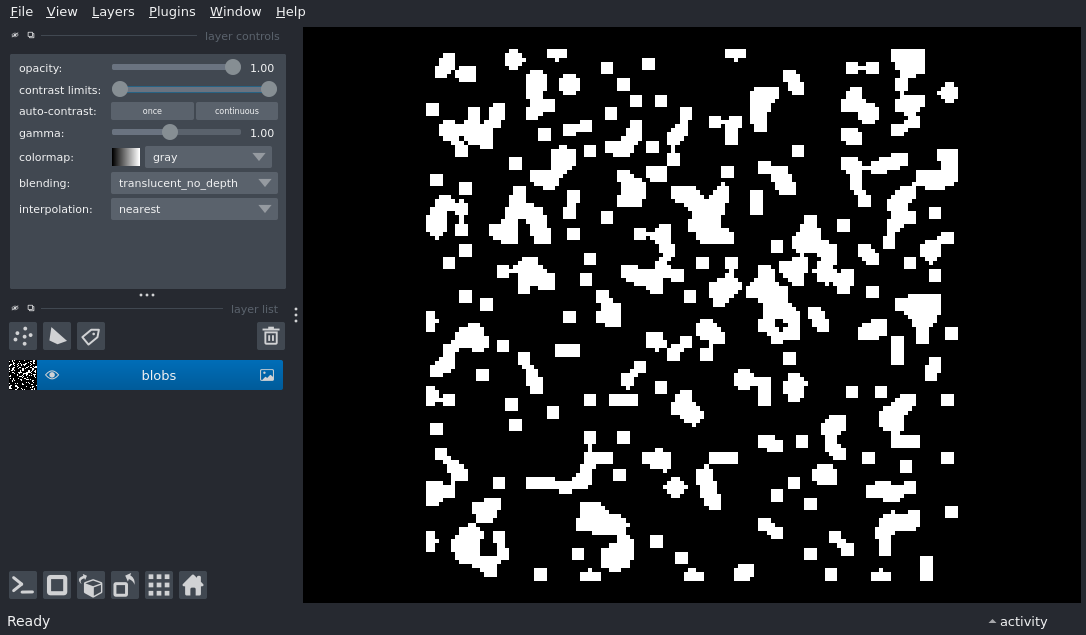 File View Layers Plugins Window Help
layer controls
opacity: 1.00
contrast limits:
auto-contrast: once continuous
gamma: 1.00
colormap: gray
blending: translucent_no_depth
interpolation: nearest
layer list
blobs
Ready activity